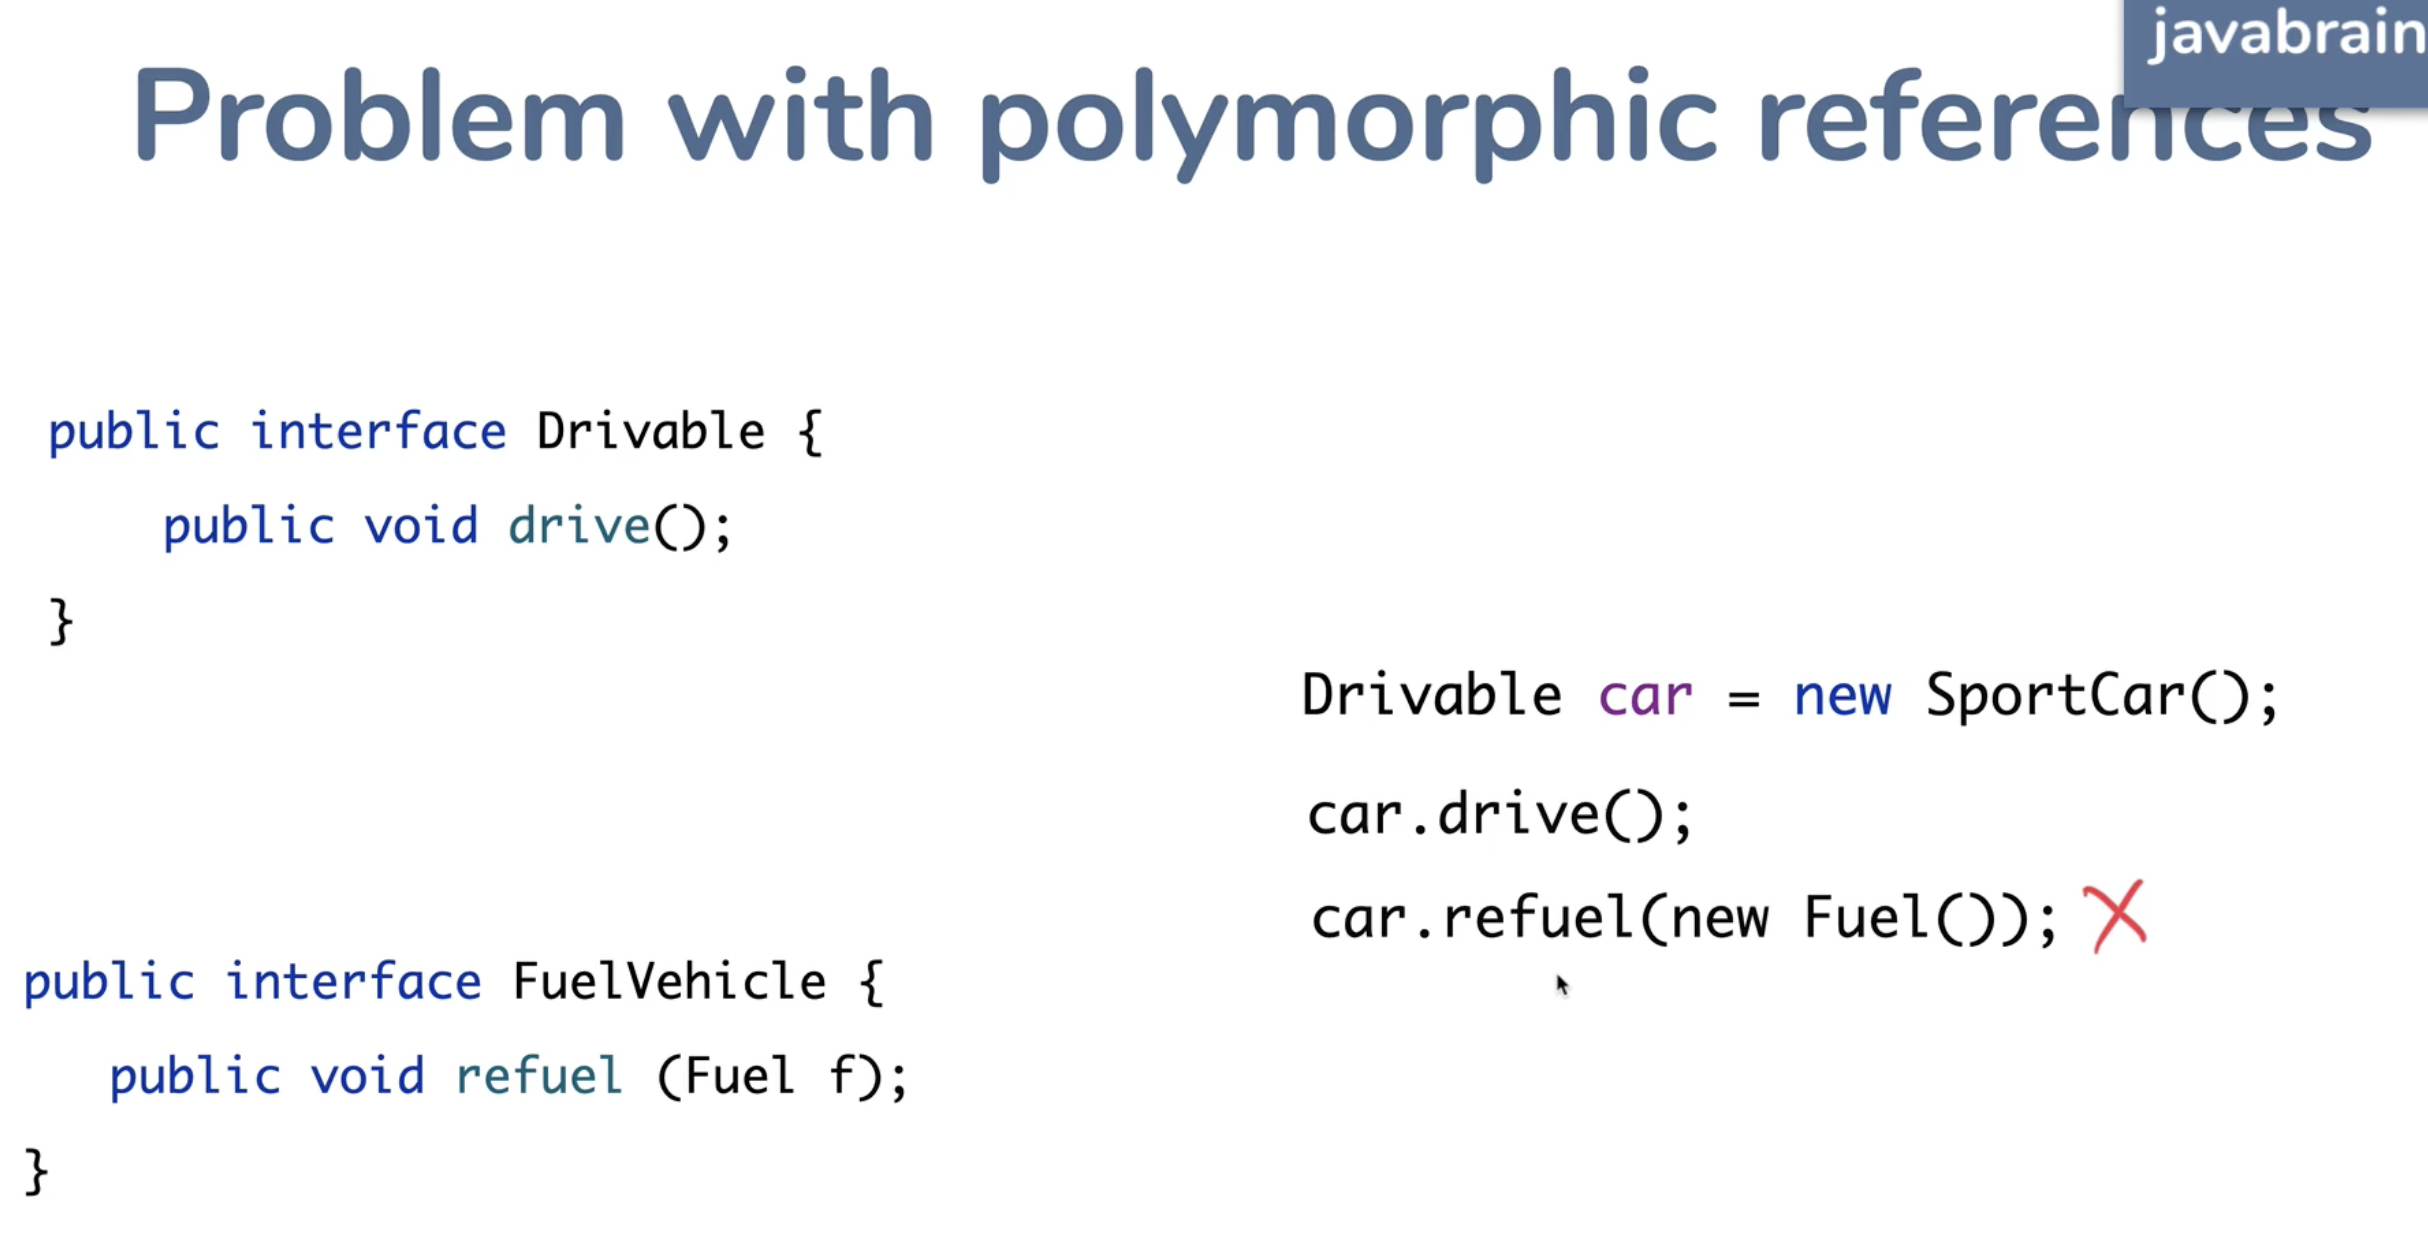 javabrain
Problem with polymorphic references
public interface Drivable {
public void drive();
}
public interface FuelVehicle {
public void refuel (Fuel f);
}
Drivable car = new SportCar();
car.drive();
car.refuel(new Fuel());